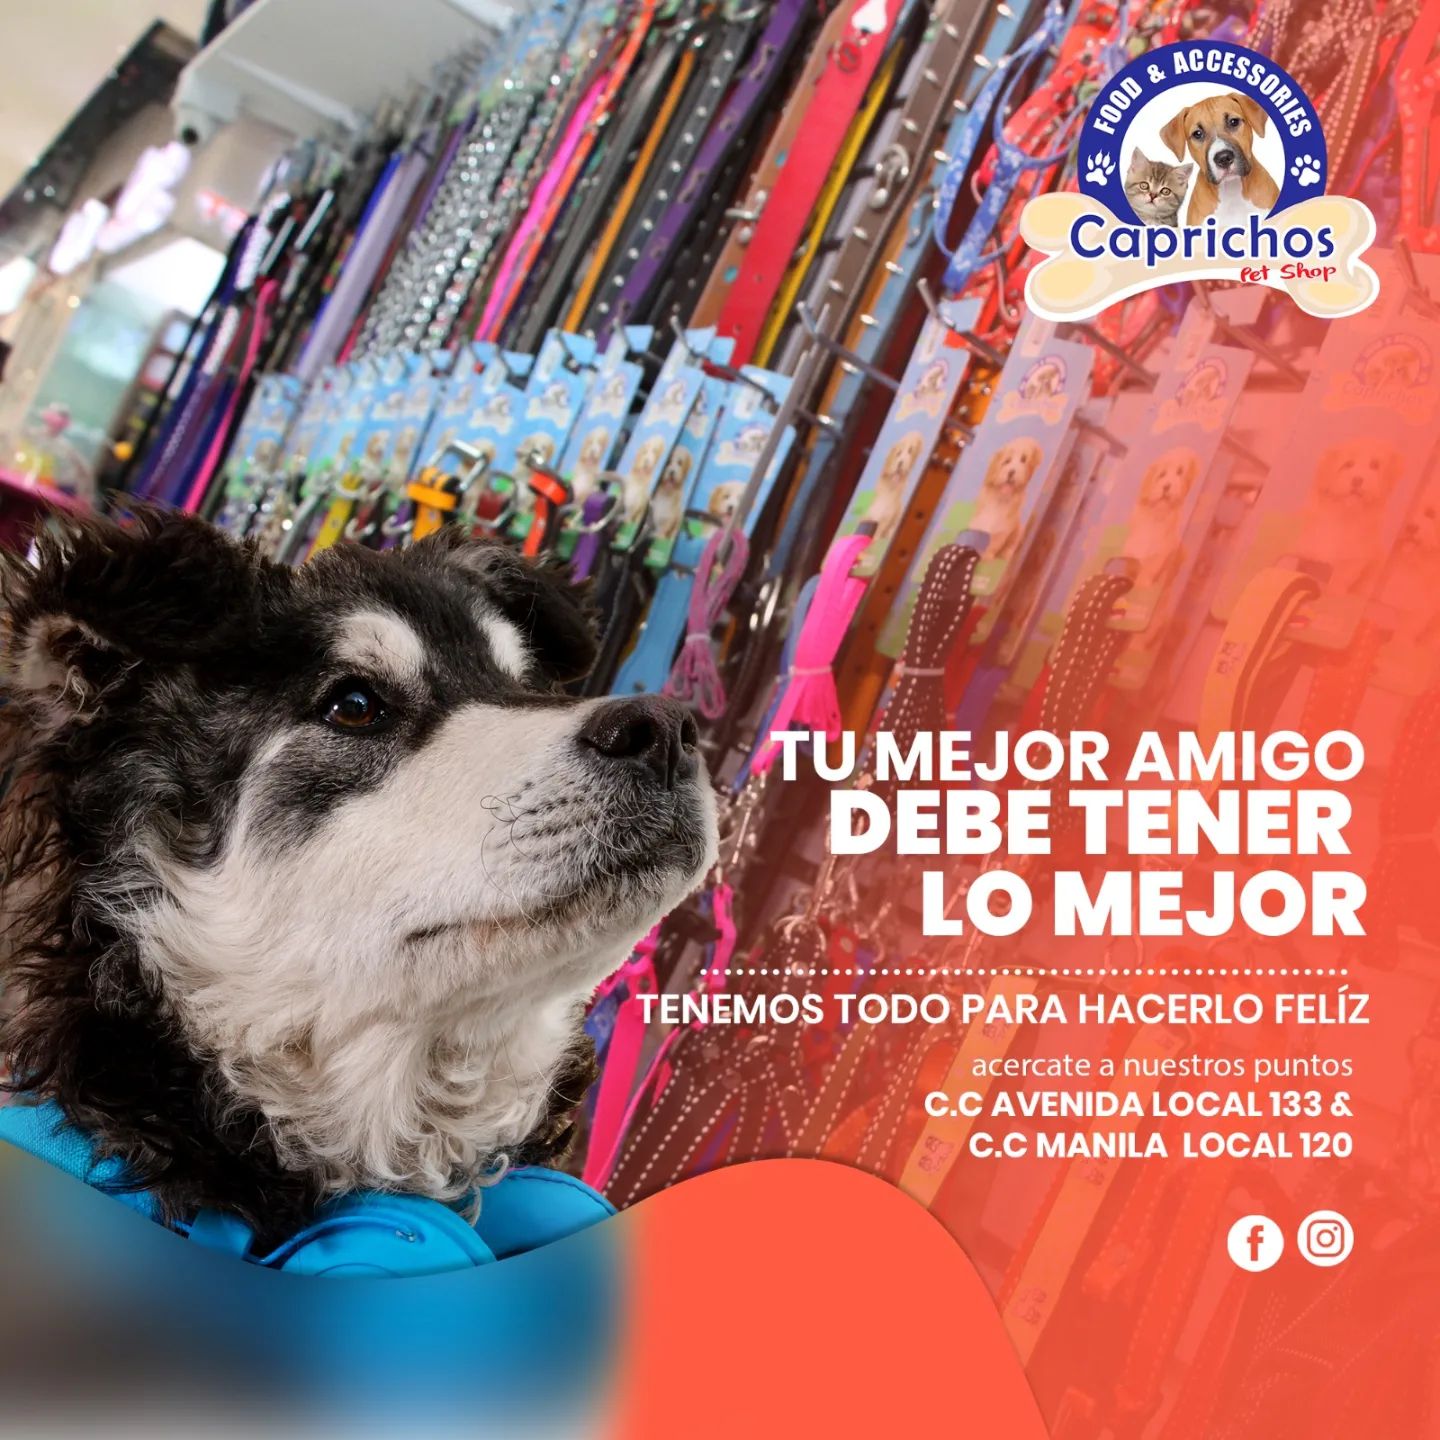 FOOD & ACCESSORIES
Caprichos
Pet Shop
TU MEJOR AMIGO
DEBE TENER
LO MEJOR
TENEMOS TODO PARA HACERLO FELÍZ
acercate a nuestros puntos
C.C AVENIDA LOCAL 133 &
C.C MANILA LOCAL 120